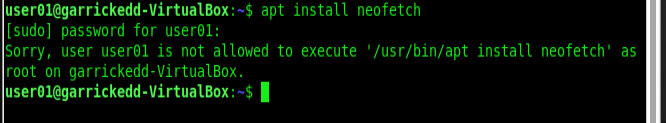 user01@garrickedd-VirtualBox:~$ apt install neofetch
[sudo] password for user01:
Sorry, user user01 is not allowed to execute '/usr/bin/apt install neofetch' as
root on garrickedd-VirtualBox.
user01@garrickedd-VirtualBox:~$